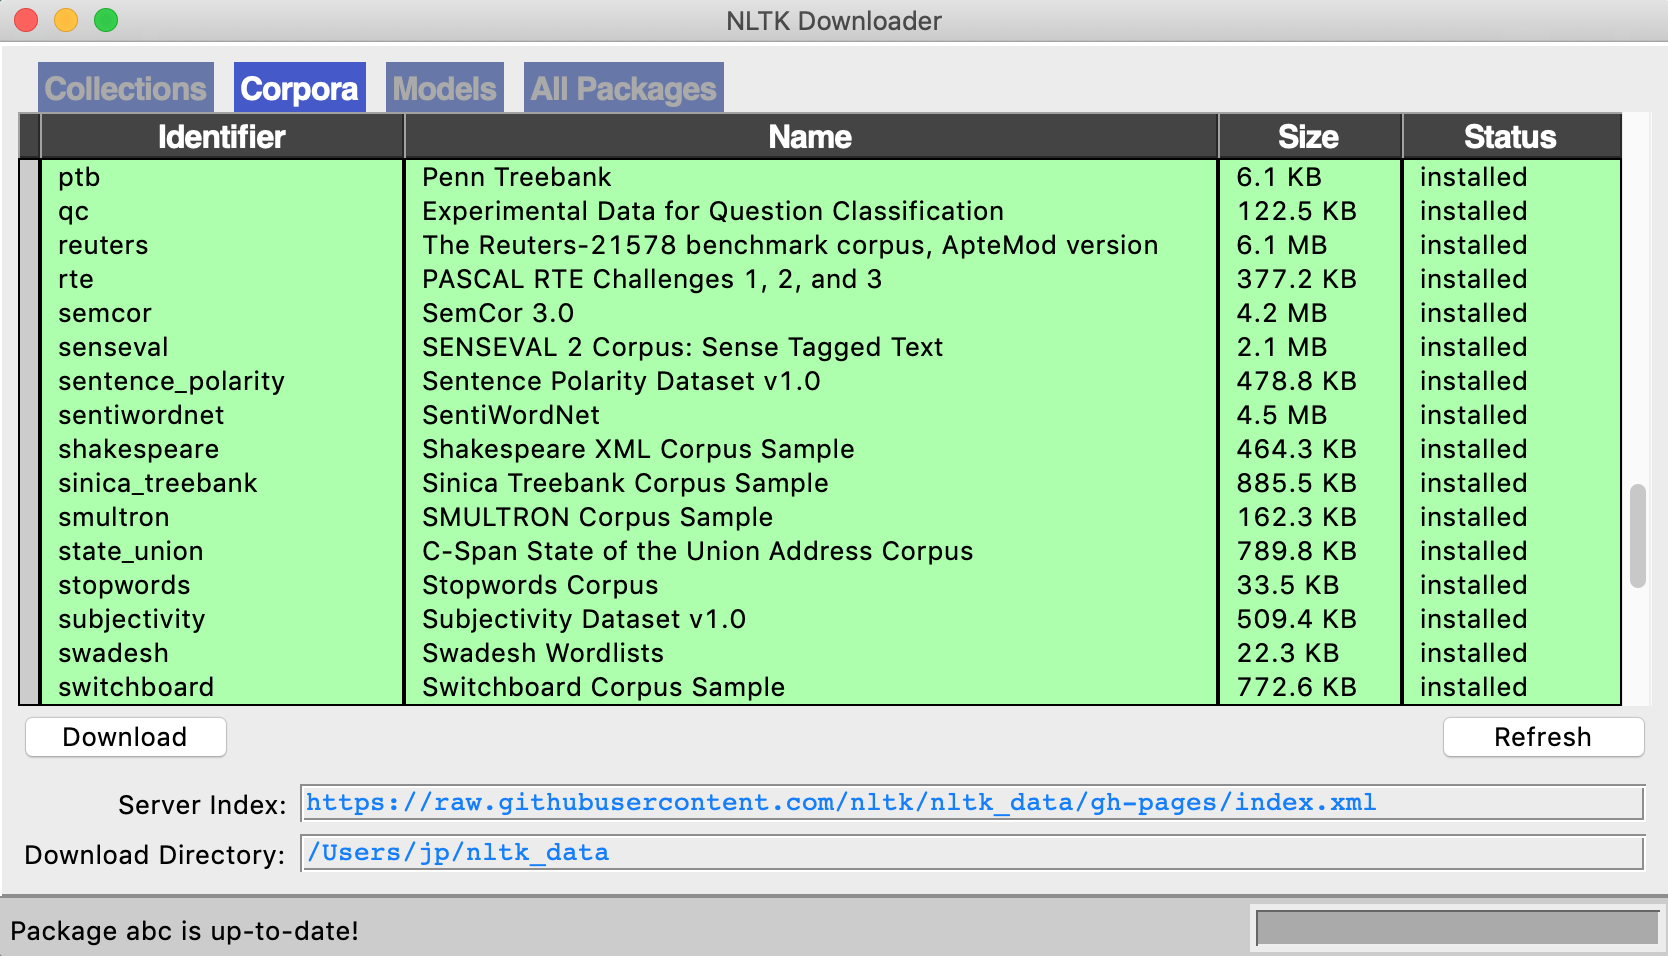 NLTK Downloader
Collections Corpora Models All Packages
Identifier Name Size Status
ptb Penn Treebank 6.1 KB installed
qc Experimental Data for Question Classification 122.5 KB installed
reuters The Reuters-21578 benchmark corpus, ApteMod version 6.1 MB installed
rte PASCAL RTE Challenges 1, 2, and 3 377.2 KB installed
semcor SemCor 3.0 4.2 MB installed
senseval SENSEVAL 2 Corpus: Sense Tagged Text 2.1 MB installed
sentence_polarity Sentence Polarity Dataset v1.0 478.8 KB installed
sentiwordnet SentiWordNet 4.5 MB installed
shakespeare Shakespeare XML Corpus Sample 464.3 KB installed
sinica_treebank Sinica Treebank Corpus Sample 885.5 KB installed
smultron SMULTRON Corpus Sample 162.3 KB installed
state_union C-Span State of the Union Address Corpus 789.8 KB installed
stopwords Stopwords Corpus 33.5 KB installed
subjectivity Subjectivity Dataset v1.0 509.4 KB installed
swadesh Swadesh Wordlists 22.3 KB installed
switchboard Switchboard Corpus Sample 772.6 KB installed
Download Refresh
Server Index: https://raw.githubusercontent.com/nltk/nltk_data/gh-pages/index.xml
Download Directory: /Users/jp/nltk_data
Package abc is up-to-date!